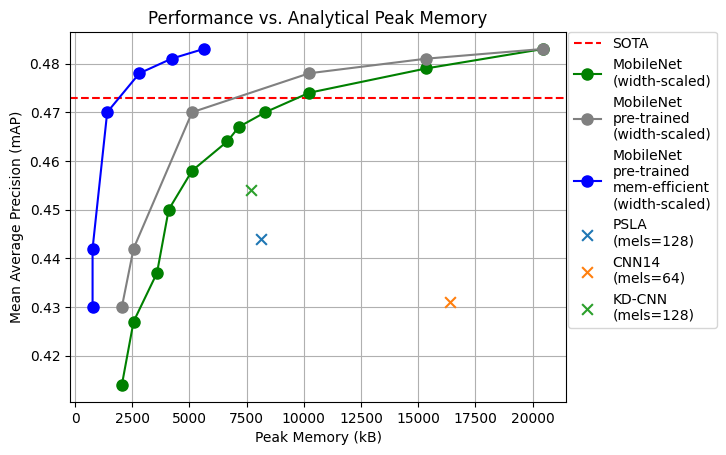 Performance vs. Analytical Peak Memory
Mean Average Precision (mAP)
0.48
0.47
0.46
0.45
0.44
0.43
0.42
0
2500
5000
7500
10000
12500
15000
17500
20000
Peak Memory (kB)
SOTA
MobileNet
(width-scaled)
MobileNet
pre-trained
(width-scaled)
MobileNet
pre-trained
mem-efficient
(width-scaled)
PSLA
(mels=128)
CNN14
(mels=64)
KD-CNN
(mels=128)